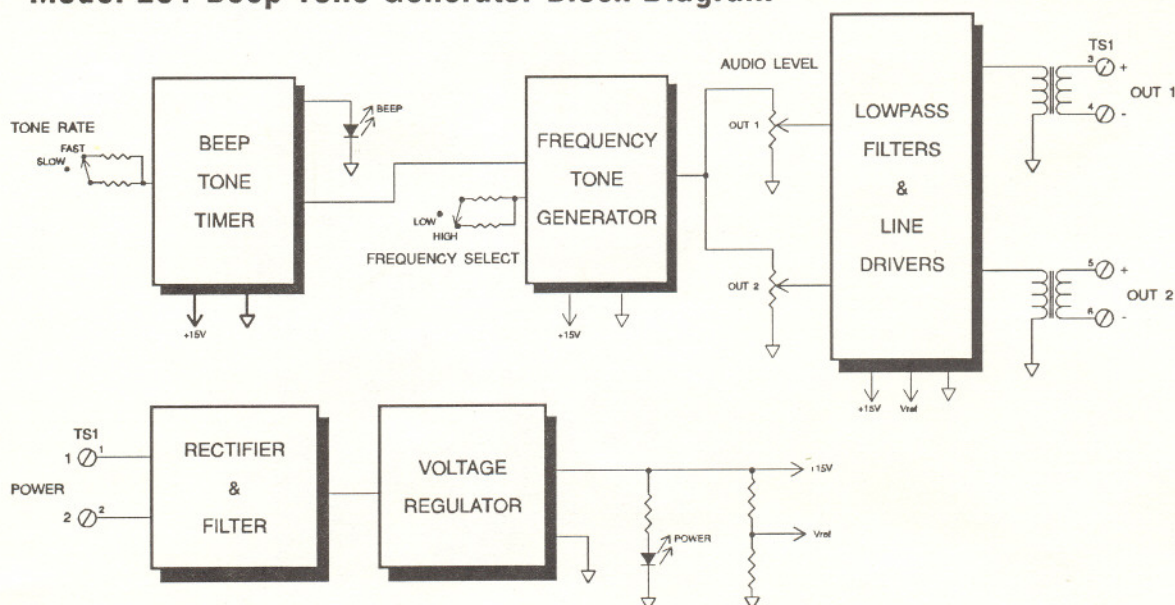 Beep Tone Generator Block Diagram
TONE RATE
FAST
SLOW
BEEP
TONE
TIMER
BEEP
+15V
LOW
HIGH
FREQUENCY SELECT
FREQUENCY
TONE
GENERATOR
+15V
AUDIO LEVEL
OUT 1
OUT 2
LOWPASS
FILTERS
&
LINE
DRIVERS
+15V
Vref
TS1
3
+
OUT 1
4
-
5
+
OUT 2
6
-
TS1
1
1
POWER
2
2
RECTIFIER
&
FILTER
VOLTAGE
REGULATOR
POWER
+15V
Vref